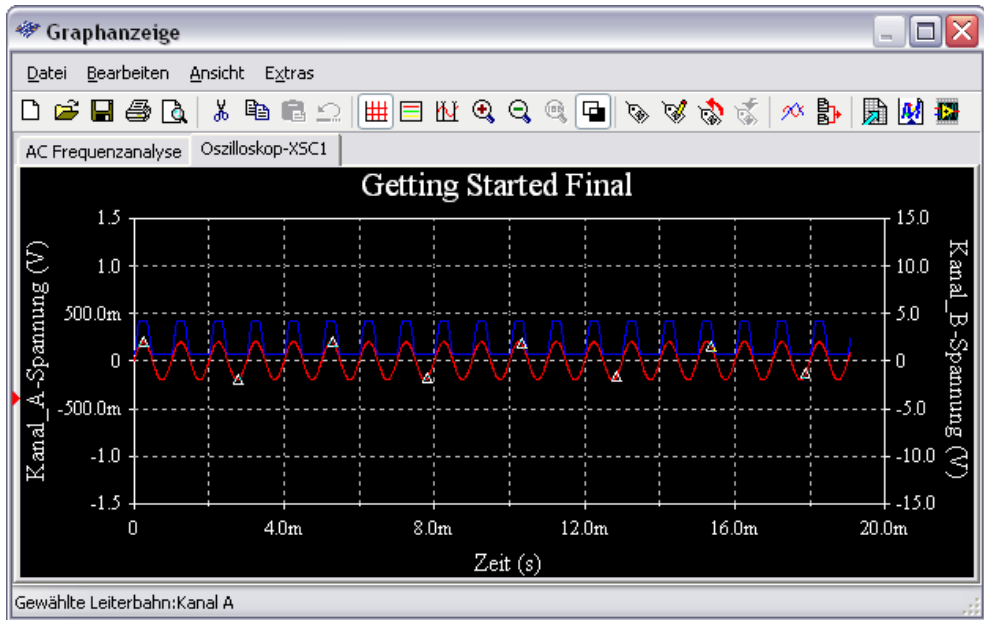 Graphanzeige
Datei Bearbeiten Ansicht Extras
AC Frequenzanalyse Oszilloskop-XSC1
Getting Started Final
Kanal_A-Spannung (V)
1.5
1.0
500.0m
0
-500.0m
-1.0
-1.5
15.0
10.0
5.0
0
-5.0
-10.0
-15.0
Kanal_B-Spannung (V)
0 4.0m 8.0m 12.0m 16.0m 20.0m
Zeit (s)
Gewählte Leiterbahn:Kanal A